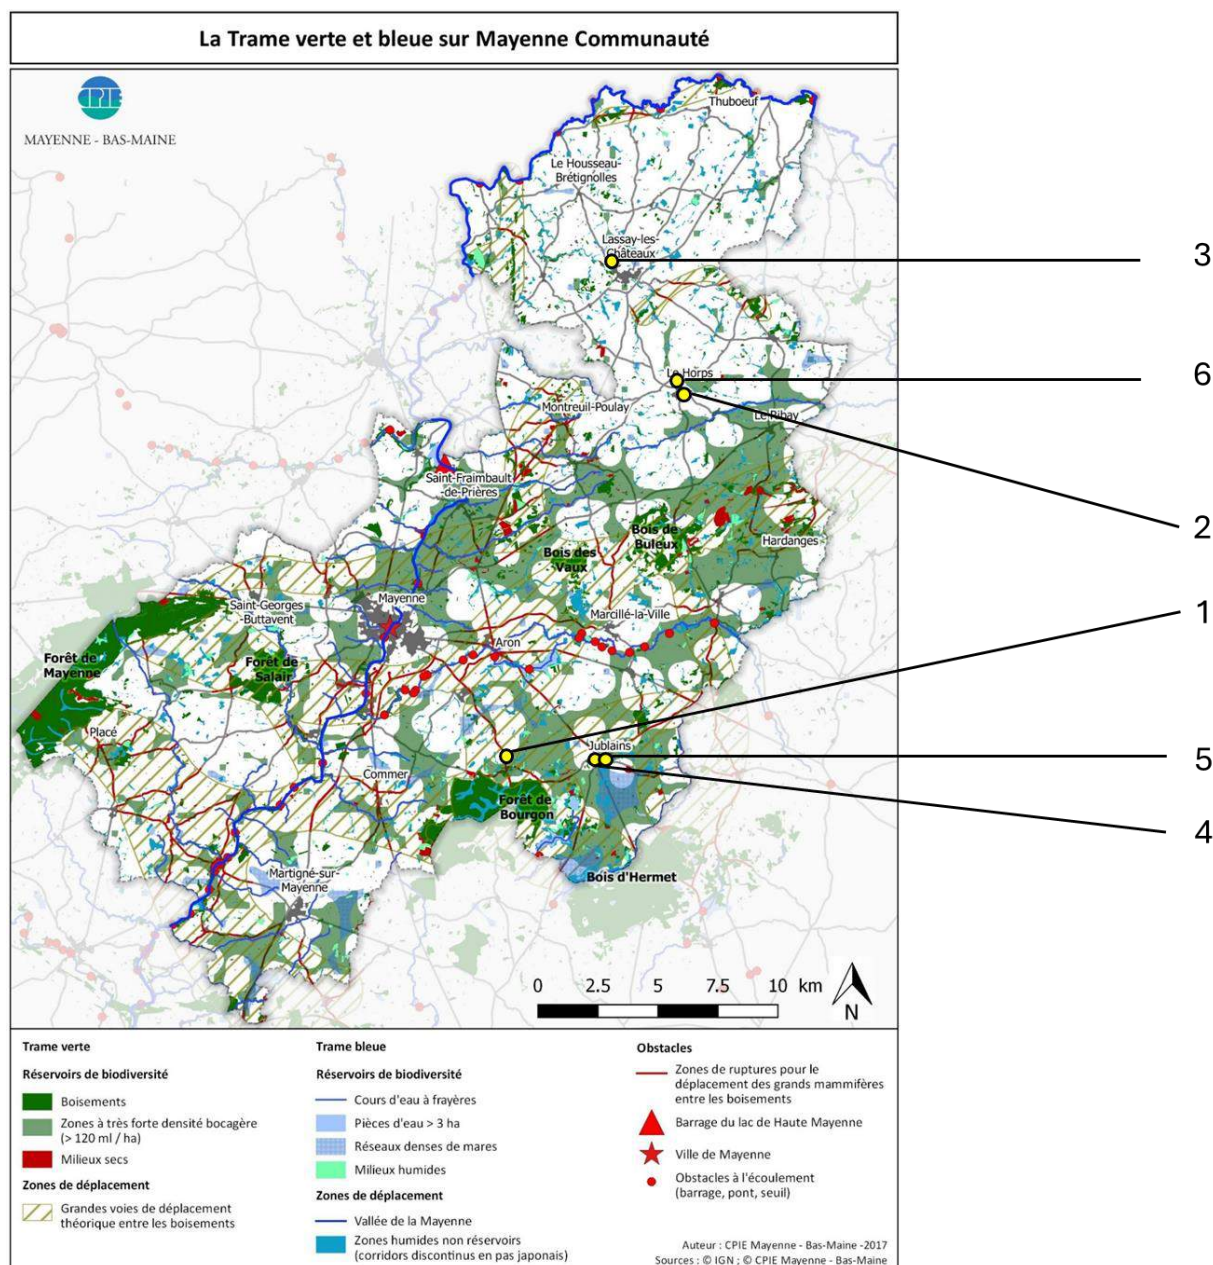 La Trame verte et bleue sur Mayenne Communauté
CPIE
MAYENNE - BAS-MAINE
Thuboeuf
Le Housseau-
Brétignolles
Lassay-les-
Châteaux
3
Le Horps
6
Montreuil-Poulay
Le Ribay
Saint-Fraimbault
-de-Prières
2
Bois de
Buleux
Hardanges
Bois des
Vaux
Mayenne
Saint-Georges
-Buttavent
Marcillé-la-Ville
1
Aron
Forêt de
Mayenne
Forêt de
Salair
Placé
Jublains
5
Commer
Forêt de
Bourgon
4
Martigné-sur-
Mayenne
Bois d'Hermet
0 2.5 5 7.5 10 km
N
Trame verte
Réservoirs de biodiversité
Boisements
Zones à très forte densité bocagère
(> 120 ml / ha)
Milieux secs
Zones de déplacement
Grandes voies de déplacement
théorique entre les boisements
Trame bleue
Réservoirs de biodiversité
Cours d'eau à frayères
Pièces d'eau > 3 ha
Réseaux denses de mares
Milieux humides
Zones de déplacement
Vallée de la Mayenne
Zones humides non réservoirs
(corridors discontinus en pas japonais)
Obstacles
Zones de ruptures pour le
déplacement des grands mammifères
entre les boisements
Barrage du lac de Haute Mayenne
Ville de Mayenne
Obstacles à l'écoulement
(barrage, pont, seuil)
Auteur : CPIE Mayenne - Bas-Maine -2017
Sources : © IGN ; © CPIE Mayenne - Bas-Maine